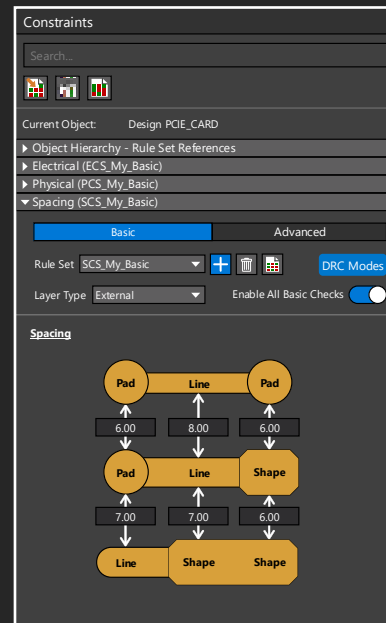 Constraints
Search...
Current Object: Design PCIE_CARD
Object Hierarchy - Rule Set References
Electrical (ECS_My_Basic)
Physical (PCS_My_Basic)
Spacing (SCS_My_Basic)
Basic Advanced
Rule Set SCS_My_Basic DRC Modes
Layer Type External Enable All Basic Checks
Spacing
Pad Line Pad
6.00 8.00 6.00
Pad Line Shape
7.00 7.00 6.00
Line Shape Shape